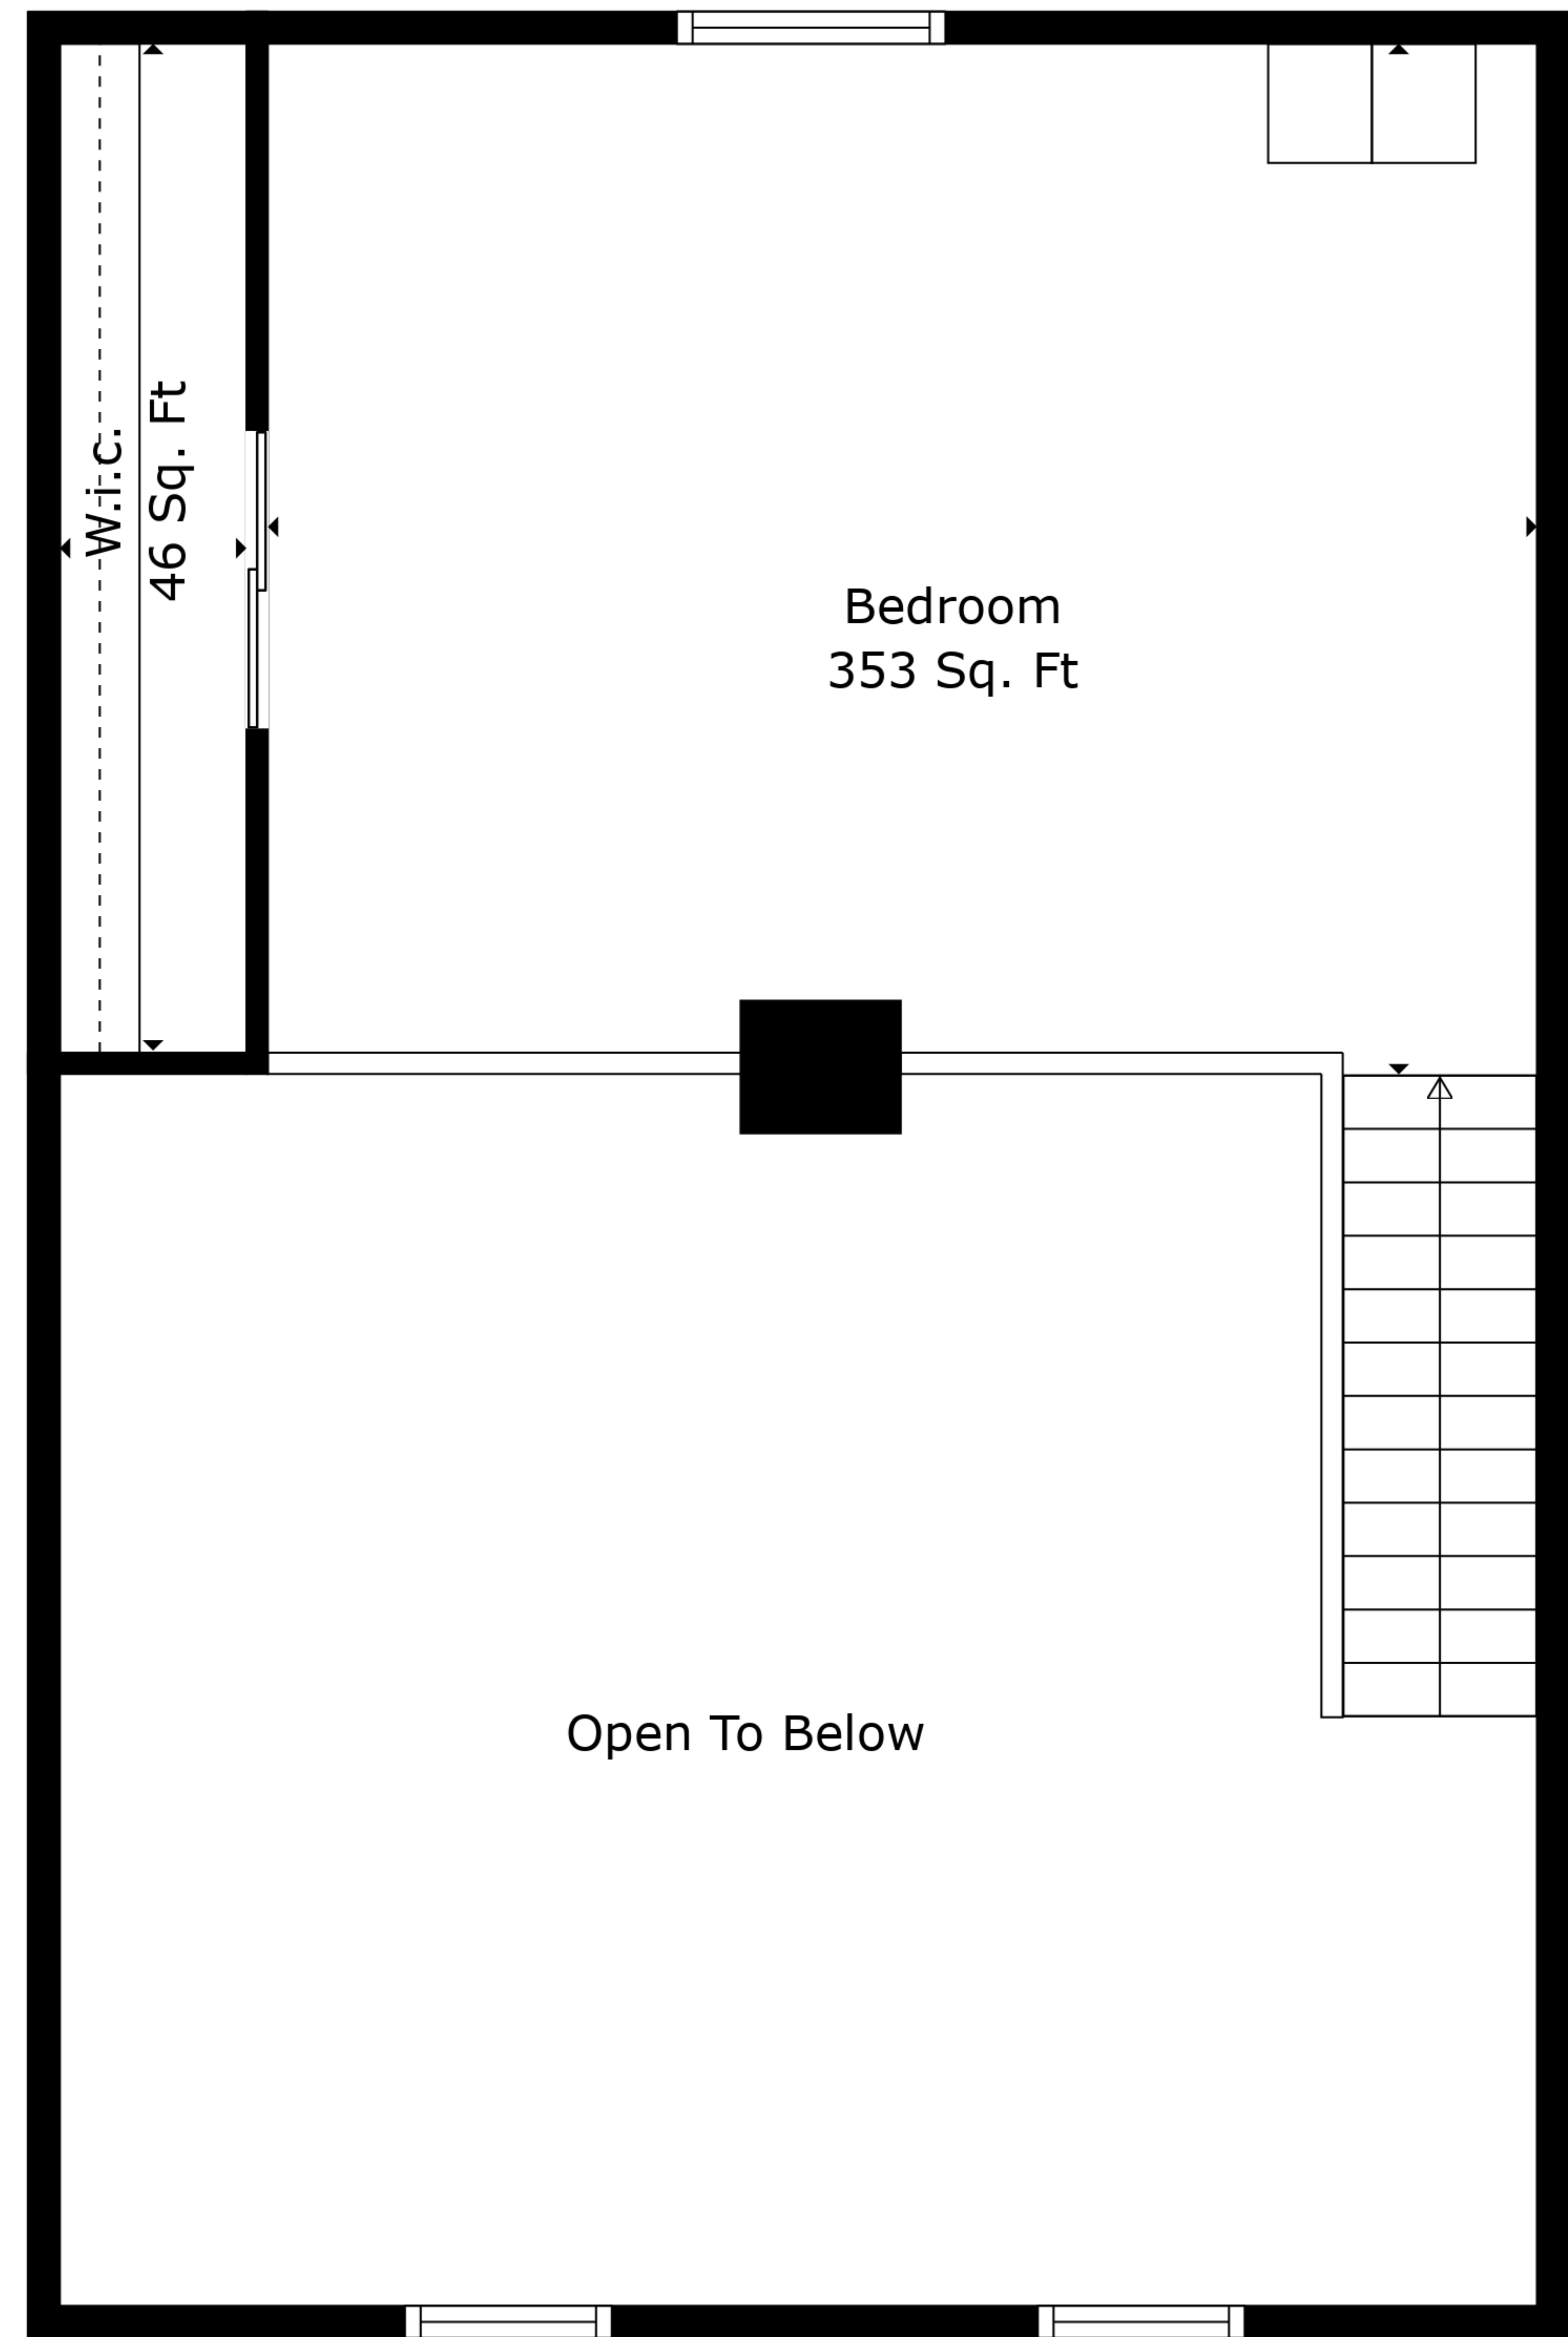 W.i.c.
46 Sq. Ft
Bedroom
353 Sq. Ft
Open To Below